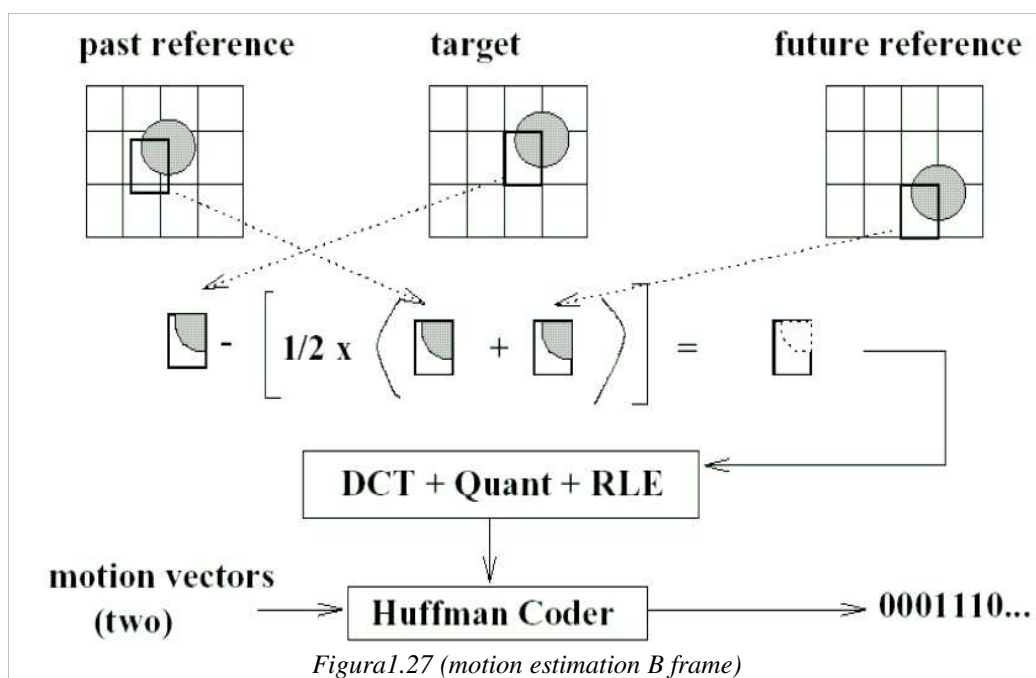 past reference target future reference
- [ 1/2 x ( + ) ] =
DCT + Quant + RLE
motion vectors
(two)
Huffman Coder
0001110...
Figura1.27 (motion estimation B frame)